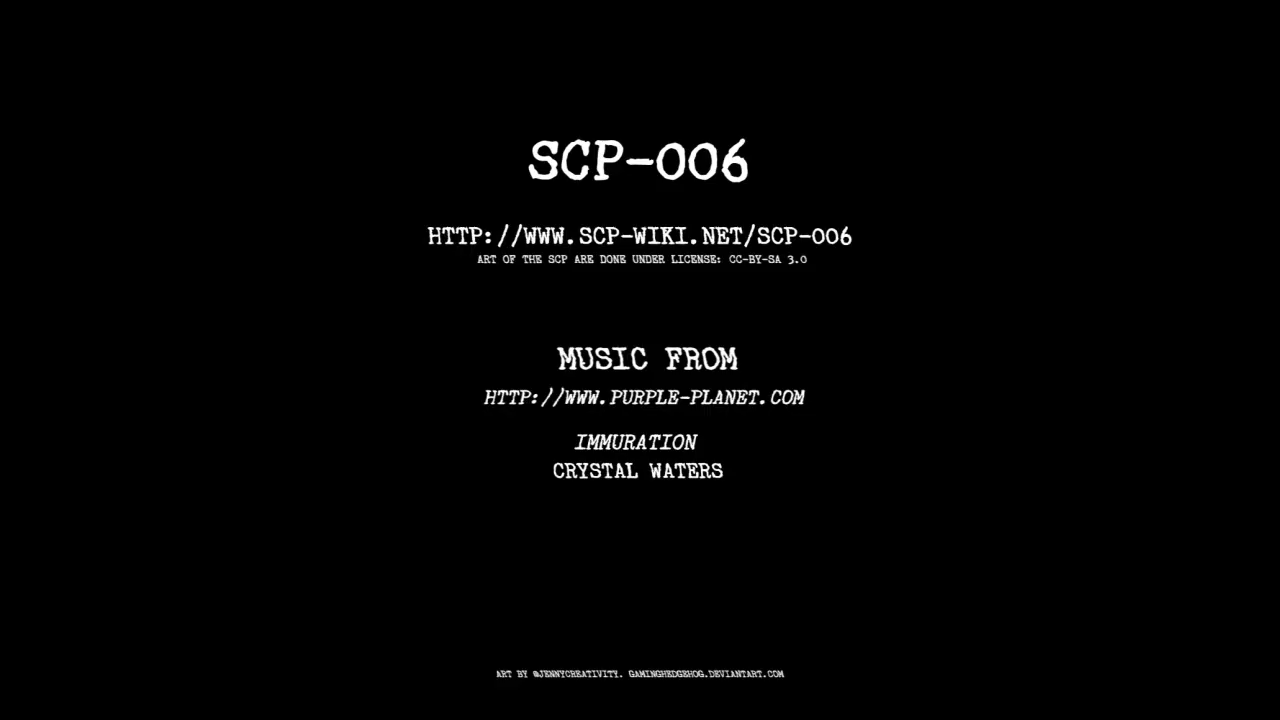 SCP-006
HTTP://WWW.SCP-WIKI.NET/SCP-006
ART OF THE SCP ARE DONE UNDER LICENSE: CC-BY-SA 3.0
MUSIC FROM
HTTP://WWW.PURPLE-PLANET.COM
IMMURATION
CRYSTAL WATERS
ART BY @JENNYCREATIVITY. GAMINGHEDGEHOG.DEVIANTART.COM